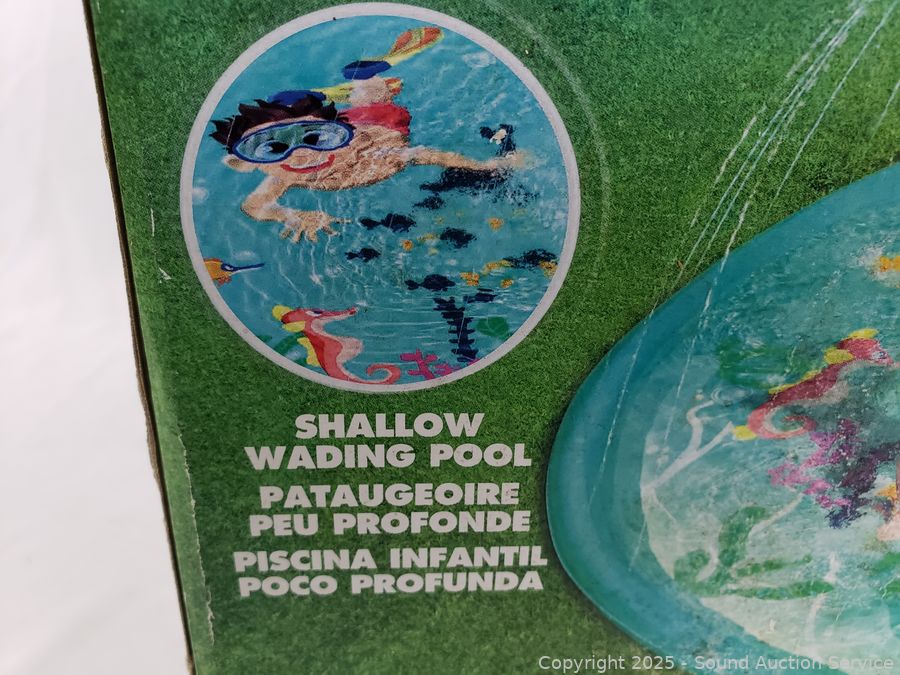 SHALLOW
WADING POOL
PATAUGEOIRE
PEU PROFONDE
PISCINA INFANTIL
POCO PROFUNDA
Copyright 2025 - Sound Auction Service